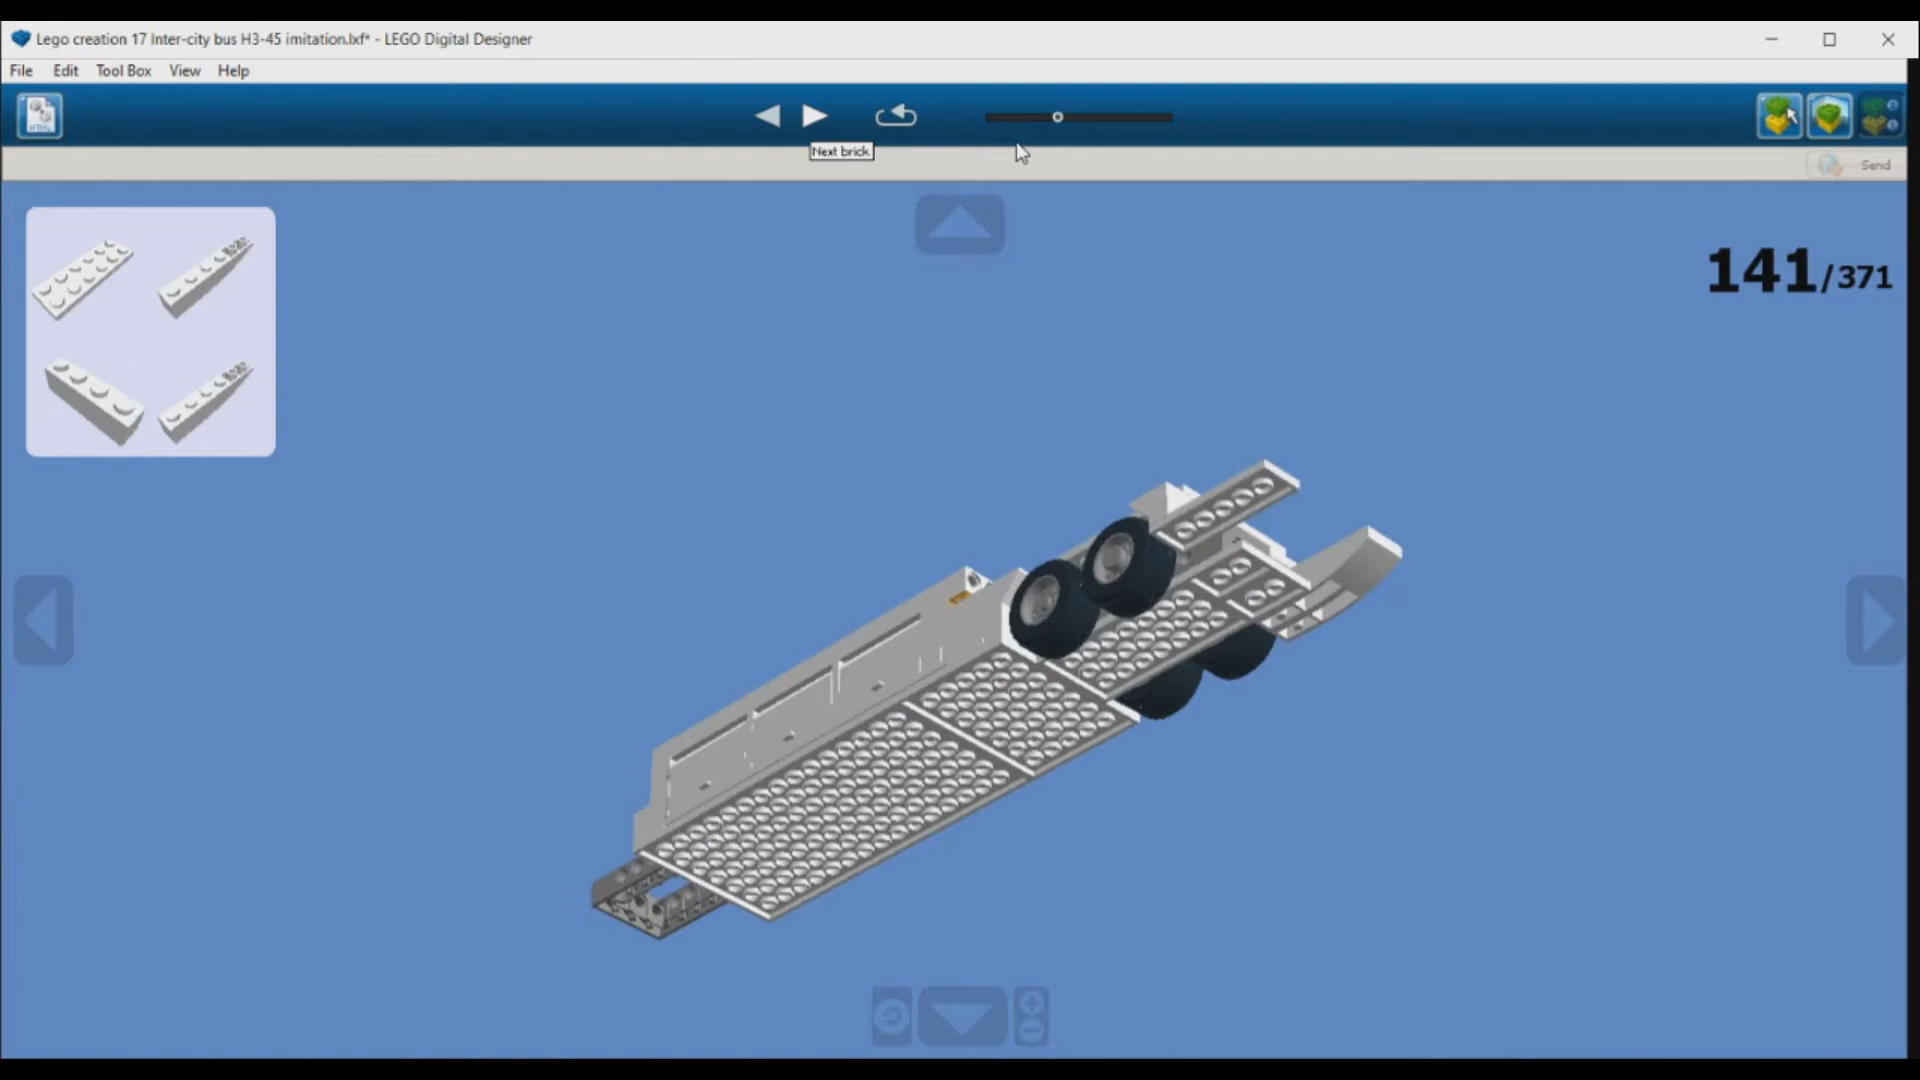 Lego creation 17 Inter-city bus H3-45 imitation.lxf* - LEGO Digital Designer
File Edit Tool Box View Help
HTML
Next brick
Send
141/371